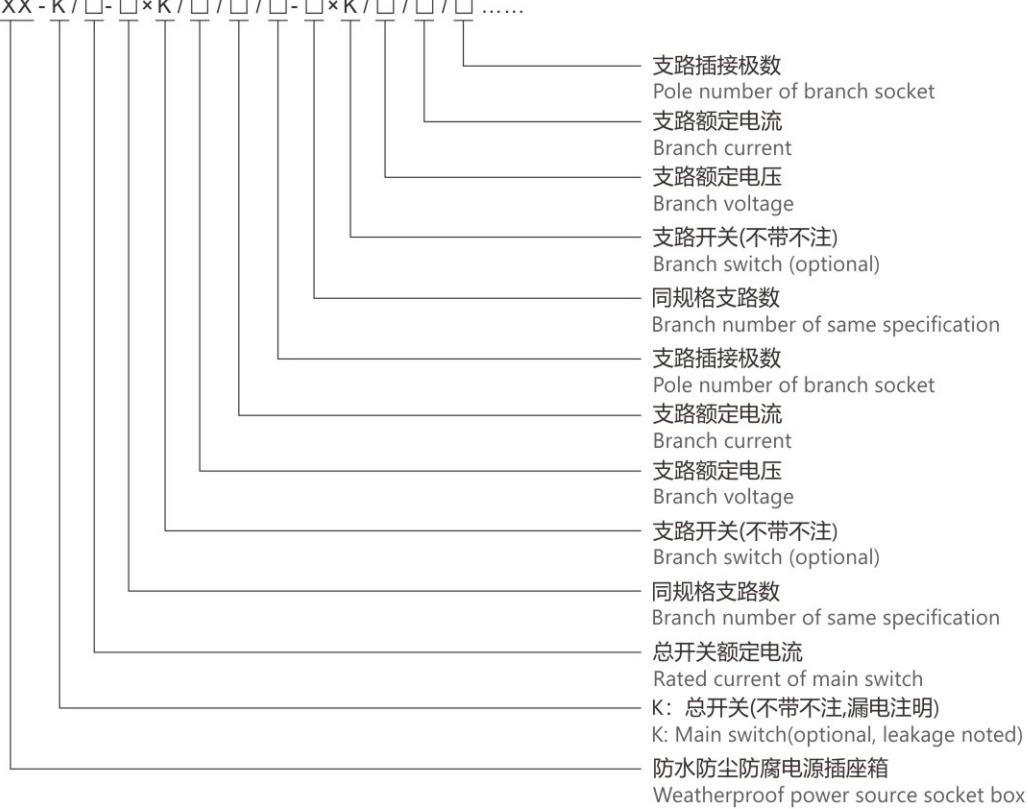 XX-K/□-□×K/□/□/□-□×K/□/□/□……
支路插接极数
Pole number of branch socket
支路额定电流
Branch current
支路额定电压
Branch voltage
支路开关(不带不注)
Branch switch (optional)
同规格支路数
Branch number of same specification
支路插接极数
Pole number of branch socket
支路额定电流
Branch current
支路额定电压
Branch voltage
支路开关(不带不注)
Branch switch (optional)
同规格支路数
Branch number of same specification
总开关额定电流
Rated current of main switch
K：总开关(不带不注,漏电注明)
K: Main switch(optional, leakage noted)
防水防尘防腐电源插座箱
Weatherproof power source socket box